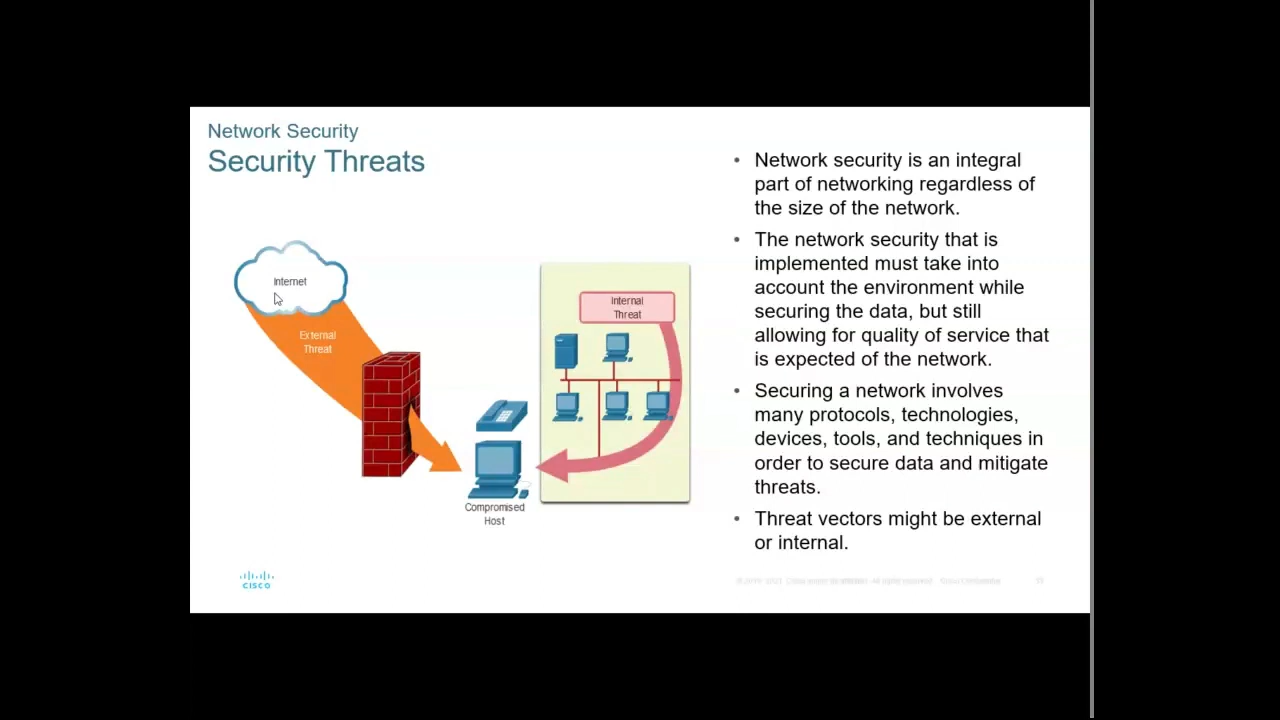 Network Security
Security Threats
Internet
External
Threat
Internal
Threat
Compromised
Host
• Network security is an integral
part of networking regardless of
the size of the network.
• The network security that is
implemented must take into
account the environment while
securing the data, but still
allowing for quality of service that
is expected of the network.
• Securing a network involves
many protocols, technologies,
devices, tools, and techniques in
order to secure data and mitigate
threats.
• Threat vectors might be external
or internal.
CISCO